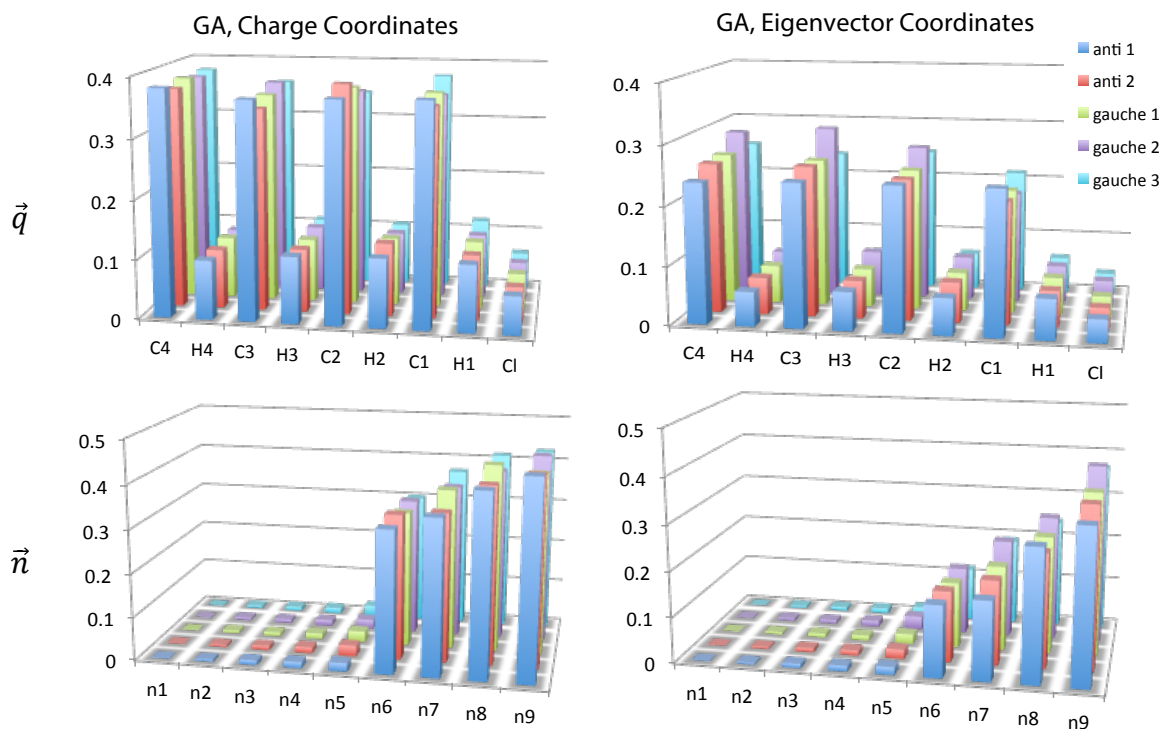 GA, Charge Coordinates
GA, Eigenvector Coordinates
anti 1
anti 2
gauche 1
gauche 2
gauche 3
q⃗
0.4
0.3
0.2
0.1
0
C4 H4 C3 H3 C2 H2 C1 H1 Cl
0.4
0.3
0.2
0.1
0
C4 H4 C3 H3 C2 H2 C1 H1 Cl
n⃗
0.5
0.4
0.3
0.2
0.1
0
n1 n2 n3 n4 n5 n6 n7 n8 n9
0.5
0.4
0.3
0.2
0.1
0
n1 n2 n3 n4 n5 n6 n7 n8 n9